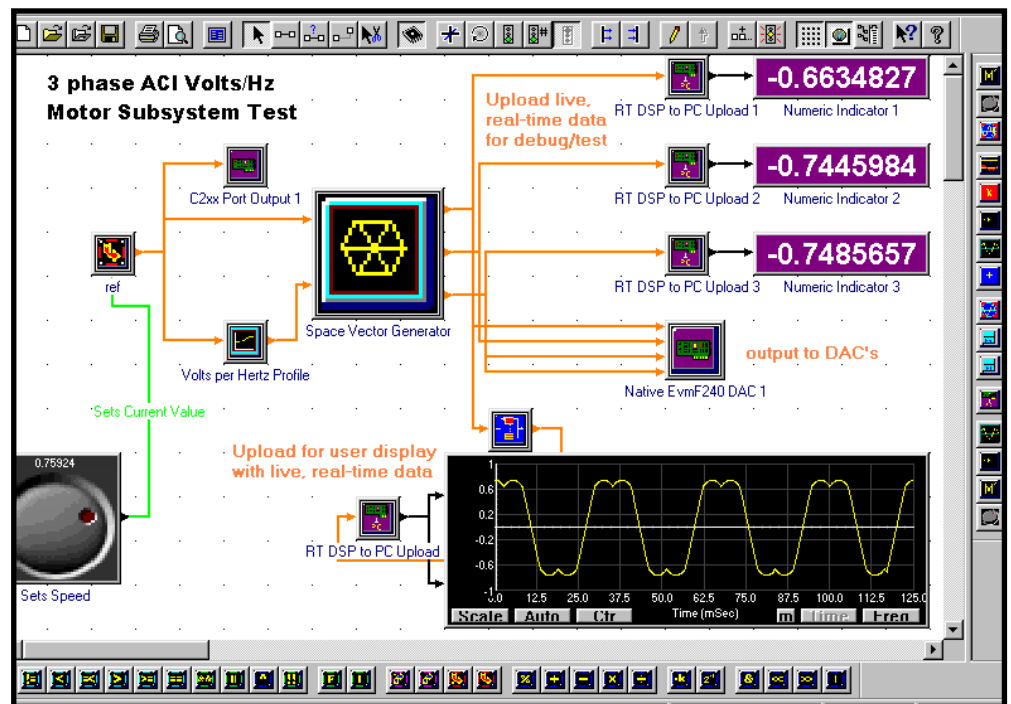 3 phase ACI Volts/Hz
Motor Subsystem Test
Upload live,
real-time data
for debug/test
RT DSP to PC Upload 1
-0.6634827
Numeric Indicator 1
C2xx Port Output 1
RT DSP to PC Upload 2
-0.7445984
Numeric Indicator 2
ref
Space Vector Generator
RT DSP to PC Upload 3
-0.7485657
Numeric Indicator 3
Volts per Hertz Profile
output to DAC's
Native EvmF240 DAC 1
Sets Current Value
Upload for user display
with live, real-time data
0.75924
Sets Speed
RT DSP to PC Upload
1
0.6
0.2
-0.2
-0.6
-1
0.0 12.5 25.0 37.5 50.0 62.5 75.0 87.5 100.0 112.5 125.0
Scale Auto Ctr Time (mSec) m Time Freq